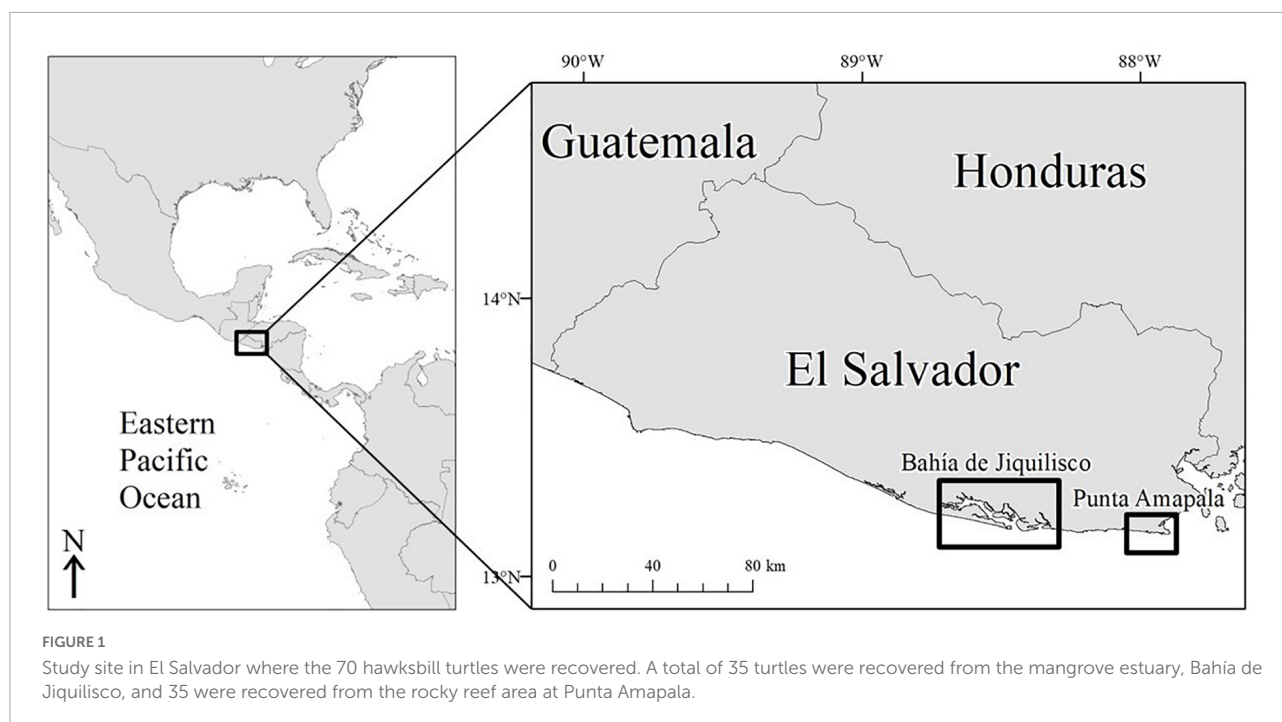 90°W 89°W 88°W
Guatemala
Honduras
14°N
El Salvador
Eastern
Pacific
Ocean
Bahía de Jiquilisco
Punta Amapala
N
0 40 80 km
13°N
FIGURE 1
Study site in El Salvador where the 70 hawksbill turtles were recovered. A total of 35 turtles were recovered from the mangrove estuary, Bahía de
Jiquilisco, and 35 were recovered from the rocky reef area at Punta Amapala.